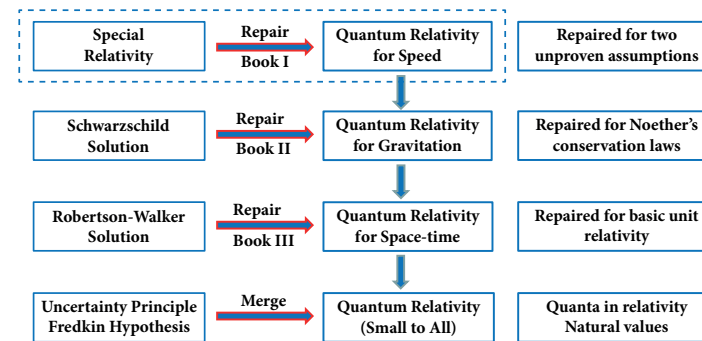 Special
Relativity
Repair
Book I
Quantum Relativity
for Speed
Repaired for two
unproven assumptions
Schwarzschild
Solution
Repair
Book II
Quantum Relativity
for Gravitation
Repaired for Noether's
conservation laws
Robertson-Walker
Solution
Repair
Book III
Quantum Relativity
for Space-time
Repaired for basic unit
relativity
Uncertainty Principle
Fredkin Hypothesis
Merge
Quantum Relativity
(Small to All)
Quanta in relativity
Natural values